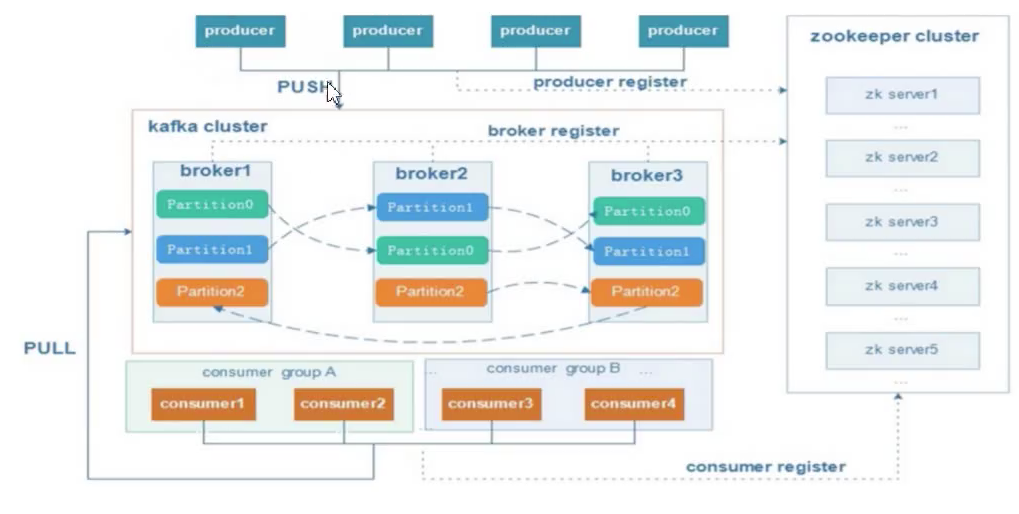 producer
producer
producer
producer
zookeeper cluster
PUSH
producer register
zk server1
...
kafka cluster
broker register
zk server2
...
broker1
broker2
broker3
Partition0
Partition1
Partition0
zk server3
...
Partition1
Partition0
Partition1
Partition2
Partition2
Partition2
zk server4
...
PULL
zk server5
...
consumer group A
...
consumer group B
...
consumer1
consumer2
consumer3
consumer4
...
consumer register